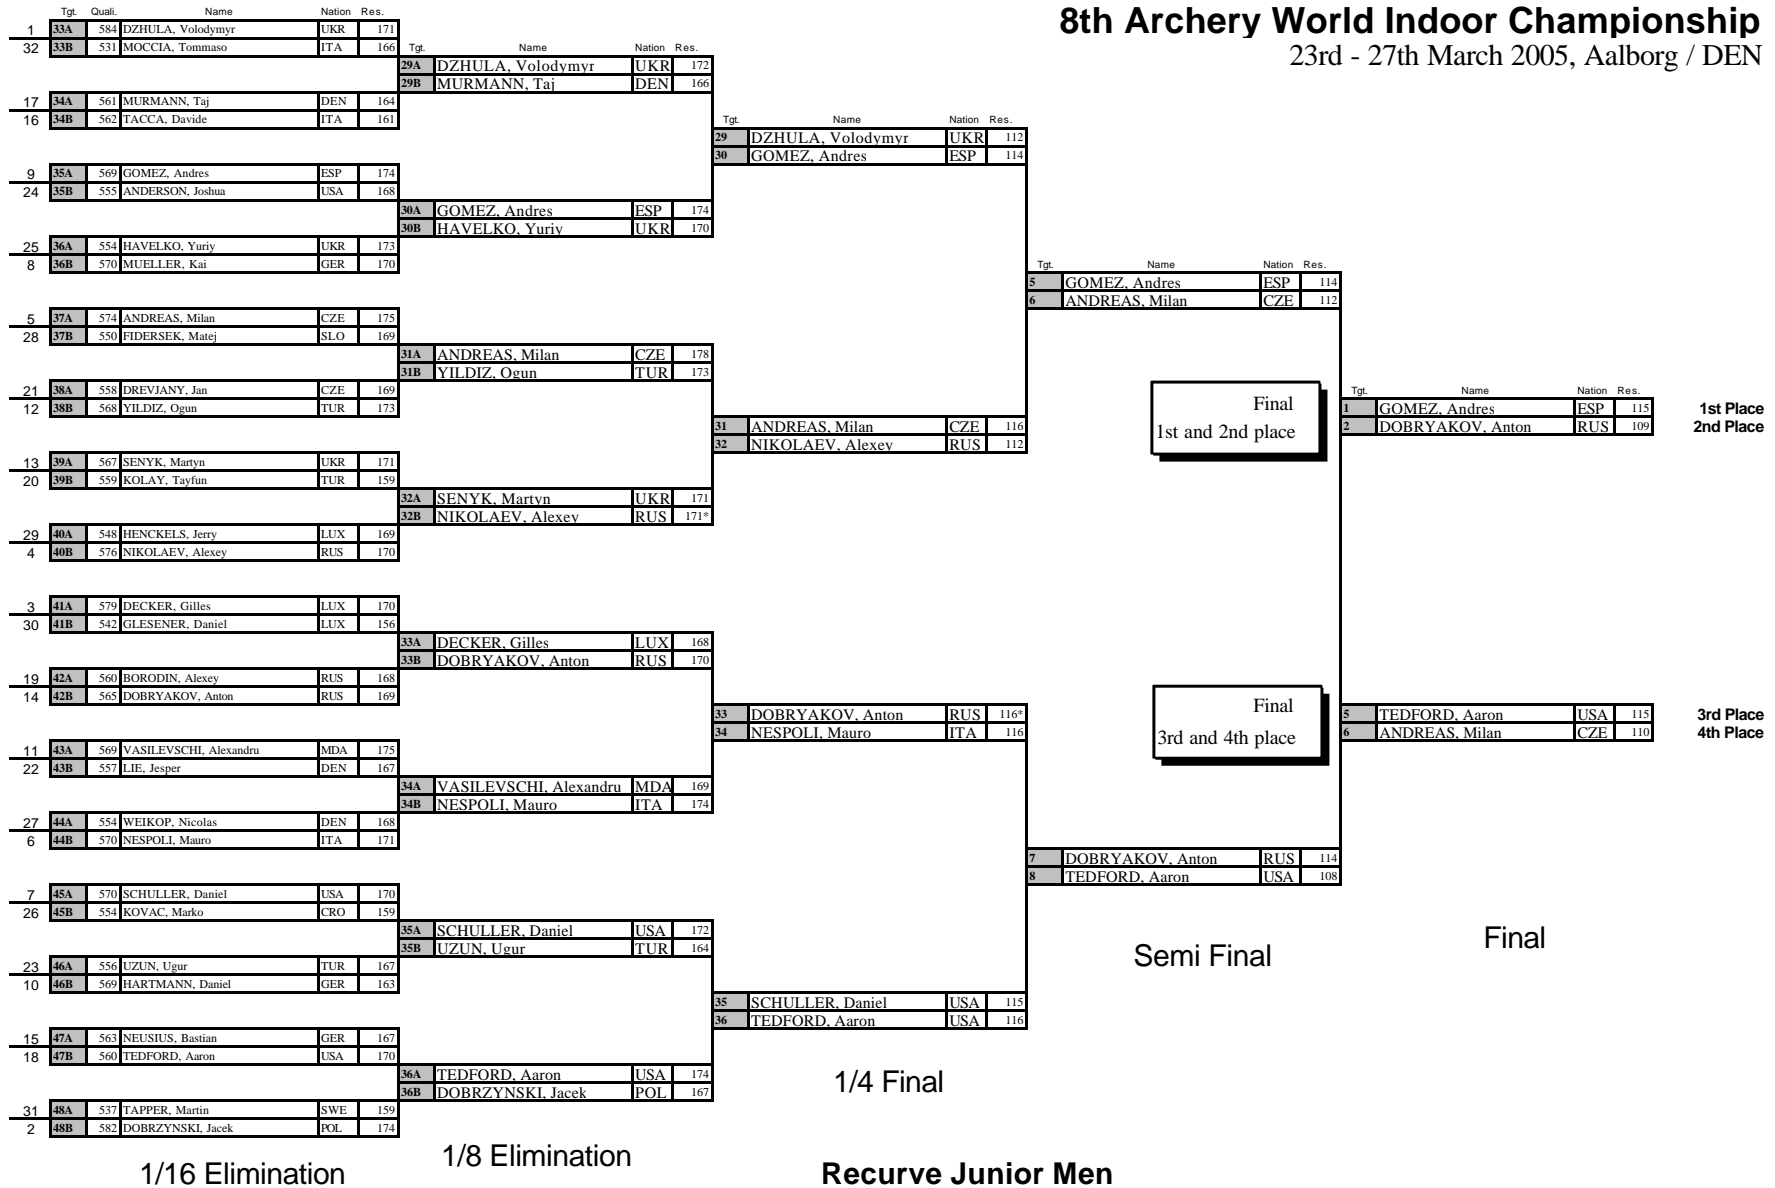 8th Archery World Indoor Championship
23rd - 27th March 2005, Aalborg / DEN
Tgt. Quali. Name Nation Res.
1 33A 584 DZHULA, Volodymyr UKR 171
32 33B 531 MOCCIA, Tommaso ITA 166
17 34A 561 MURMANN, Taj DEN 164
16 34B 562 TACCA, Davide ITA 161
9 35A 569 GOMEZ, Andres ESP 174
24 35B 555 ANDERSON, Joshua USA 168
25 36A 554 HAVELKO, Yuriy UKR 173
8 36B 570 MUELLER, Kai GER 170
5 37A 574 ANDREAS, Milan CZE 175
28 37B 550 FIDERSEK, Matej SLO 169
21 38A 558 DREVJANY, Jan CZE 169
12 38B 568 YILDIZ, Ogun TUR 173
13 39A 567 SENYK, Martyn UKR 171
20 39B 559 KOLAY, Tayfun TUR 159
29 40A 548 HENCKELS, Jerry LUX 169
4 40B 576 NIKOLAEV, Alexey RUS 170
3 41A 579 DECKER, Gilles LUX 170
30 41B 542 GLESENER, Daniel LUX 156
19 42A 560 BORODIN, Alexey RUS 168
14 42B 565 DOBRYAKOV, Anton RUS 169
11 43A 569 VASILEVSCHI, Alexandru MDA 175
22 43B 557 LIE, Jesper DEN 167
27 44A 554 WEIKOP, Nicolas DEN 168
6 44B 570 NESPOLI, Mauro ITA 171
7 45A 570 SCHULLER, Daniel USA 170
26 45B 554 KOVAC, Marko CRO 159
23 46A 556 UZUN, Ugur TUR 167
10 46B 569 HARTMANN, Daniel GER 163
15 47A 563 NEUSIUS, Bastian GER 167
18 47B 560 TEDFORD, Aaron USA 170
31 48A 537 TAPPER, Martin SWE 159
2 48B 582 DOBRZYNSKI, Jacek POL 174
1/16 Elimination
Tgt. Name Nation Res.
29A DZHULA, Volodymyr UKR 172
29B MURMANN, Taj DEN 166
30A GOMEZ, Andres ESP 174
30B HAVELKO, Yuriy UKR 170
31A ANDREAS, Milan CZE 178
31B YILDIZ, Ogun TUR 173
32A SENYK, Martyn UKR 171
32B NIKOLAEV, Alexey RUS 171*
33A DECKER, Gilles LUX 168
33B DOBRYAKOV, Anton RUS 170
34A VASILEVSCHI, Alexandru MDA 169
34B NESPOLI, Mauro ITA 174
35A SCHULLER, Daniel USA 172
35B UZUN, Ugur TUR 164
36A TEDFORD, Aaron USA 174
36B DOBRZYNSKI, Jacek POL 167
1/8 Elimination
Tgt. Name Nation Res.
29 DZHULA, Volodymyr UKR 112
30 GOMEZ, Andres ESP 114
31 ANDREAS, Milan CZE 116
32 NIKOLAEV, Alexey RUS 112
33 DOBRYAKOV, Anton RUS 116*
34 NESPOLI, Mauro ITA 116
35 SCHULLER, Daniel USA 115
36 TEDFORD, Aaron USA 116
1/4 Final
Tgt. Name Nation Res.
5 GOMEZ, Andres ESP 114
6 ANDREAS, Milan CZE 112
7 DOBRYAKOV, Anton RUS 114
8 TEDFORD, Aaron USA 108
Semi Final
Final
1st and 2nd place
Tgt. Name Nation Res.
1 GOMEZ, Andres ESP 115 1st Place
2 DOBRYAKOV, Anton RUS 109 2nd Place
Final
3rd and 4th place
5 TEDFORD, Aaron USA 115 3rd Place
6 ANDREAS, Milan CZE 110 4th Place
Final
Recurve Junior Men